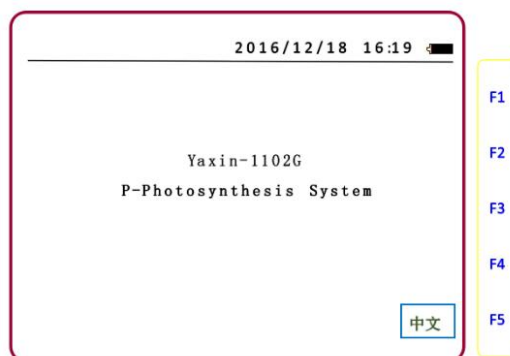 2016/12/18 16:19
F1
Yaxin-1102G
F2
P-Photosynthesis System
F3
F4
中文
F5